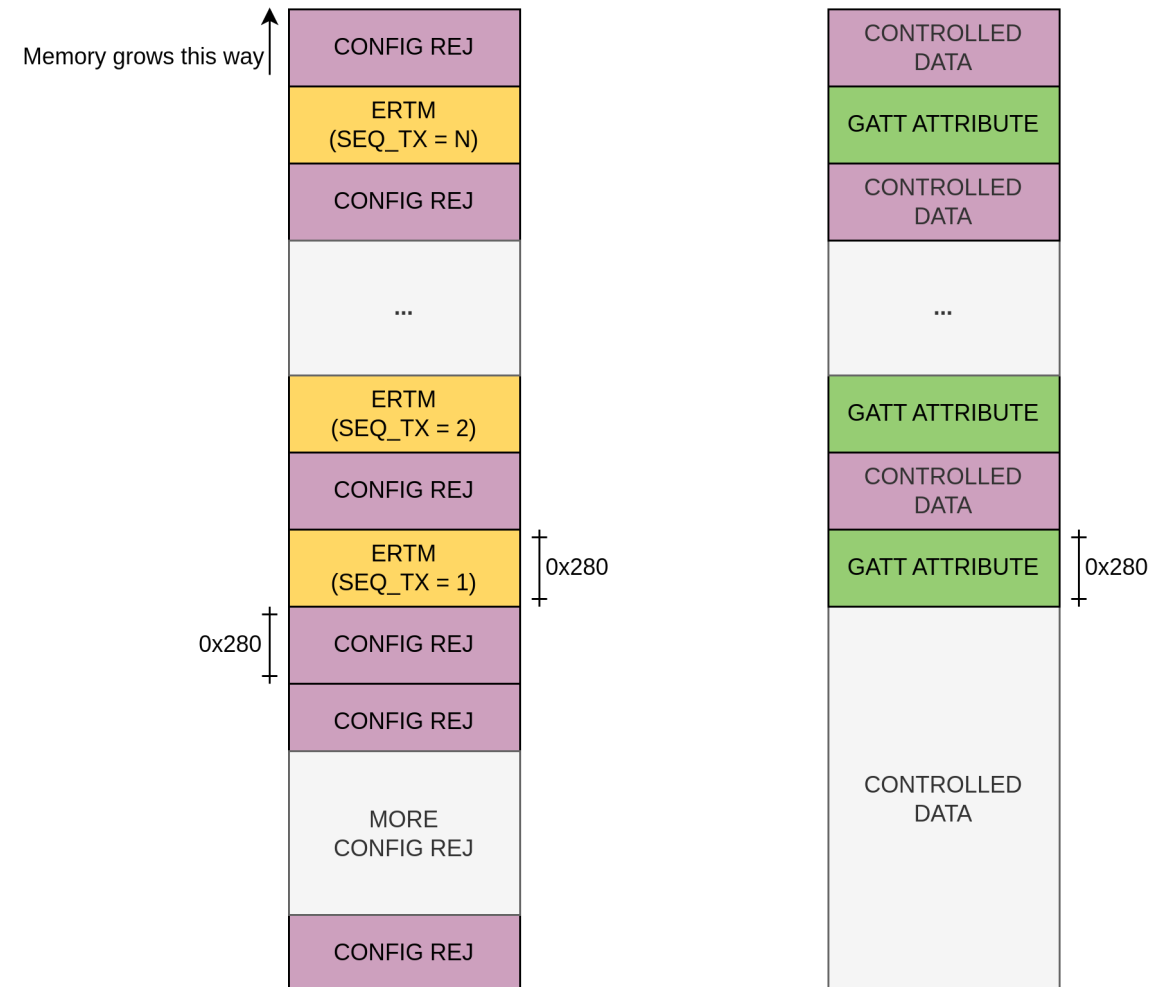 Memory grows this way
CONFIG REJ
ERTM
(SEQ_TX = N)
CONFIG REJ
...
ERTM
(SEQ_TX = 2)
CONFIG REJ
ERTM
(SEQ_TX = 1)
0x280
0x280
CONFIG REJ
CONFIG REJ
MORE
CONFIG REJ
CONFIG REJ
CONTROLLED
DATA
GATT ATTRIBUTE
CONTROLLED
DATA
...
GATT ATTRIBUTE
CONTROLLED
DATA
GATT ATTRIBUTE
0x280
CONTROLLED
DATA